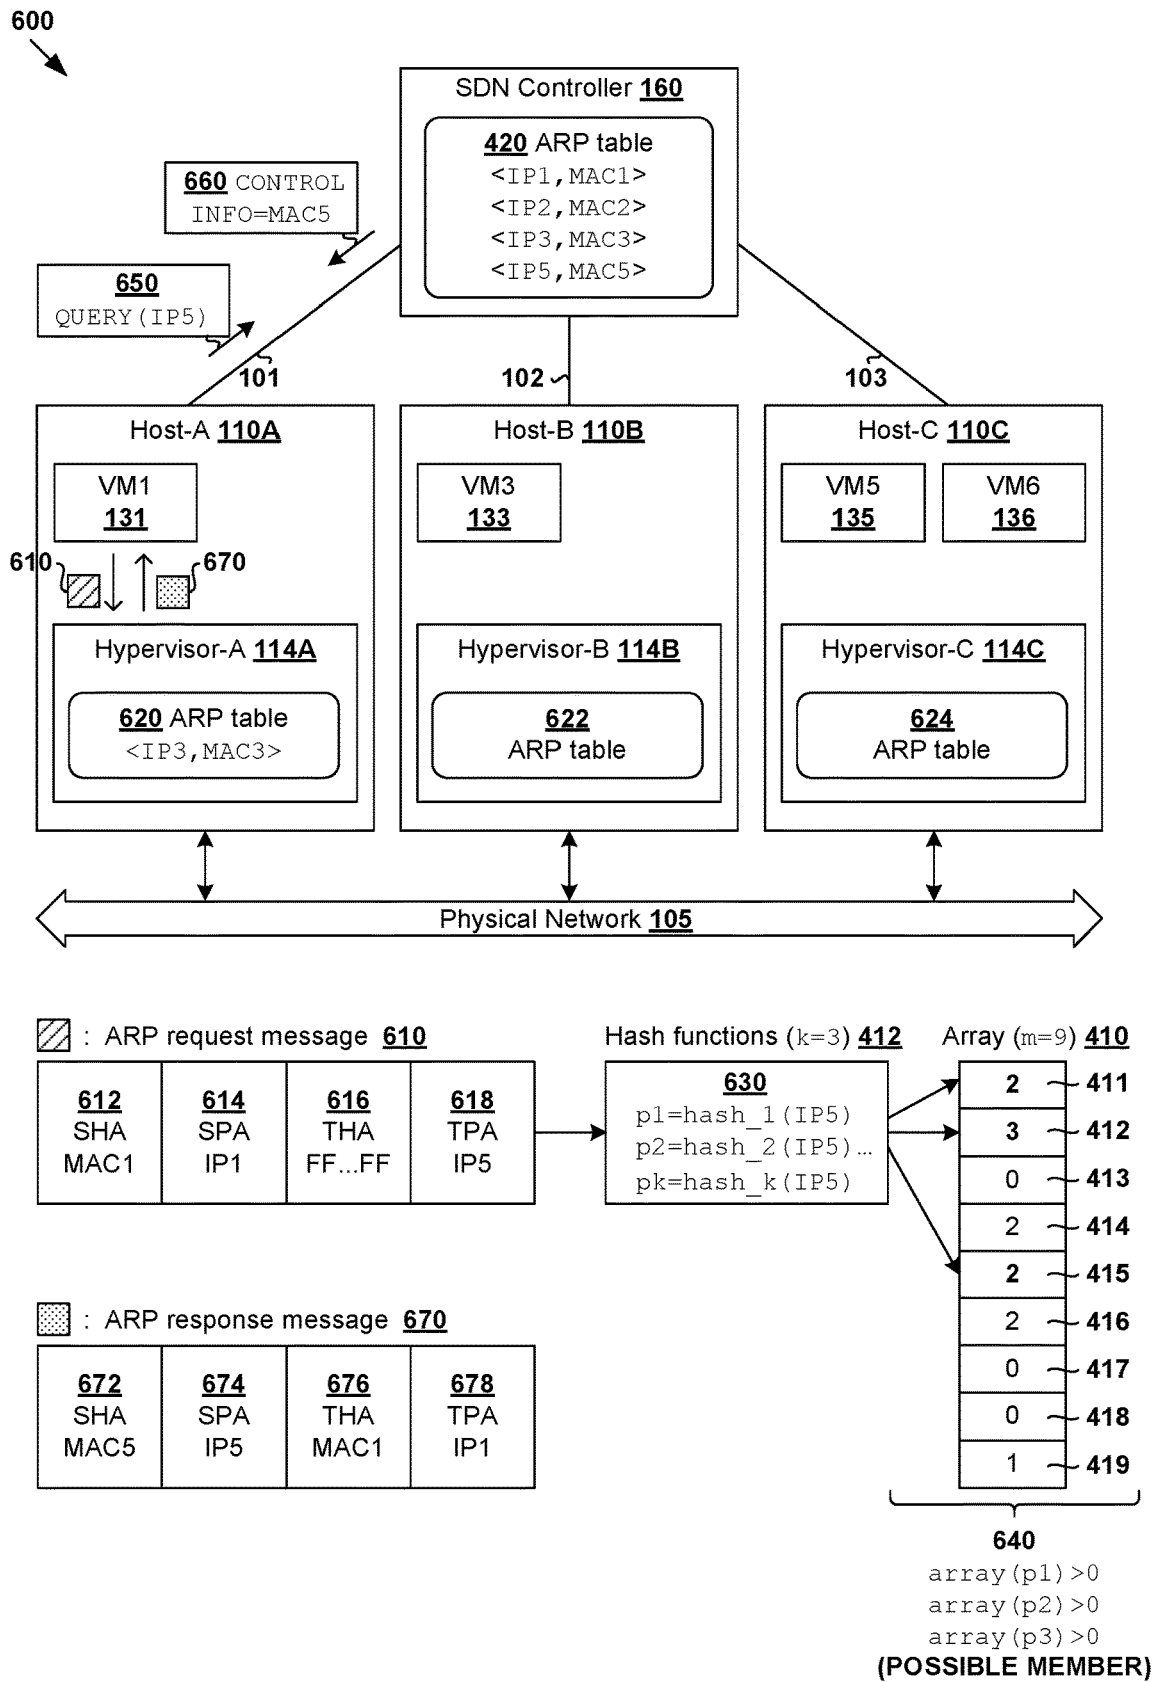 600
SDN Controller 160
420 ARP table
<IP1,MAC1>
<IP2,MAC2>
<IP3,MAC3>
<IP5,MAC5>
660 CONTROL
INFO=MAC5
650
QUERY(IP5)
101
102
103
Host-A 110A
VM1
131
610
670
Hypervisor-A 114A
620 ARP table
<IP3,MAC3>
Host-B 110B
VM3
133
Hypervisor-B 114B
622
ARP table
Host-C 110C
VM5
135
VM6
136
Hypervisor-C 114C
624
ARP table
Physical Network 105
: ARP request message 610
612
SHA
MAC1
614
SPA
IP1
616
THA
FF...FF
618
TPA
IP5
Hash functions (k=3) 412
630
p1=hash_1(IP5)
p2=hash_2(IP5)...
pk=hash_k(IP5)
Array (m=9) 410
2 411
3 412
0 413
2 414
2 415
2 416
0 417
0 418
1 419
: ARP response message 670
672
SHA
MAC5
674
SPA
IP5
676
THA
MAC1
678
TPA
IP1
640
array(p1)>0
array(p2)>0
array(p3)>0
(POSSIBLE MEMBER)